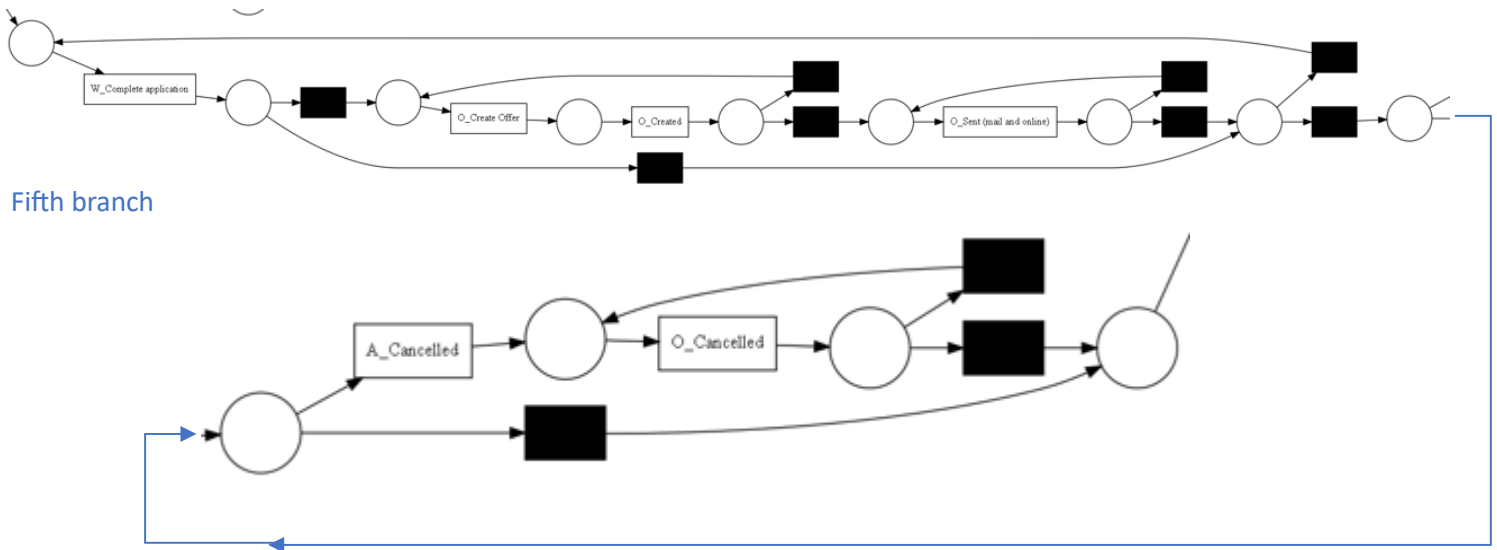 W_Complete application
O_Create Offer
O_Created
O_Sent (mail and online)
Fifth branch
A_Cancelled
O_Cancelled